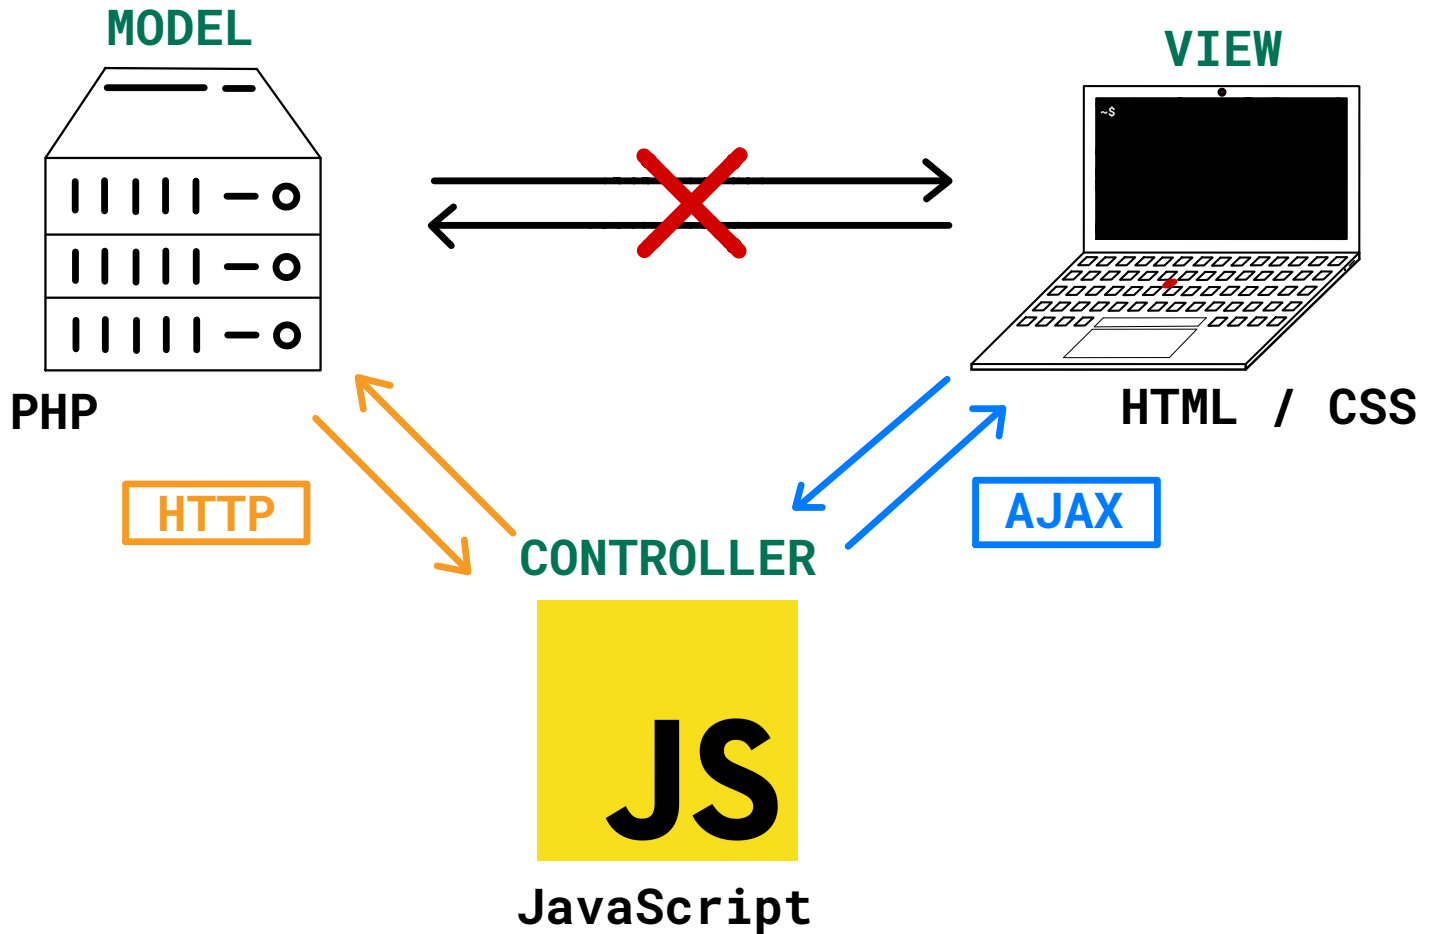 MODEL
VIEW
~$
PHP
HTML / CSS
HTTP
AJAX
CONTROLLER
JS
JavaScript